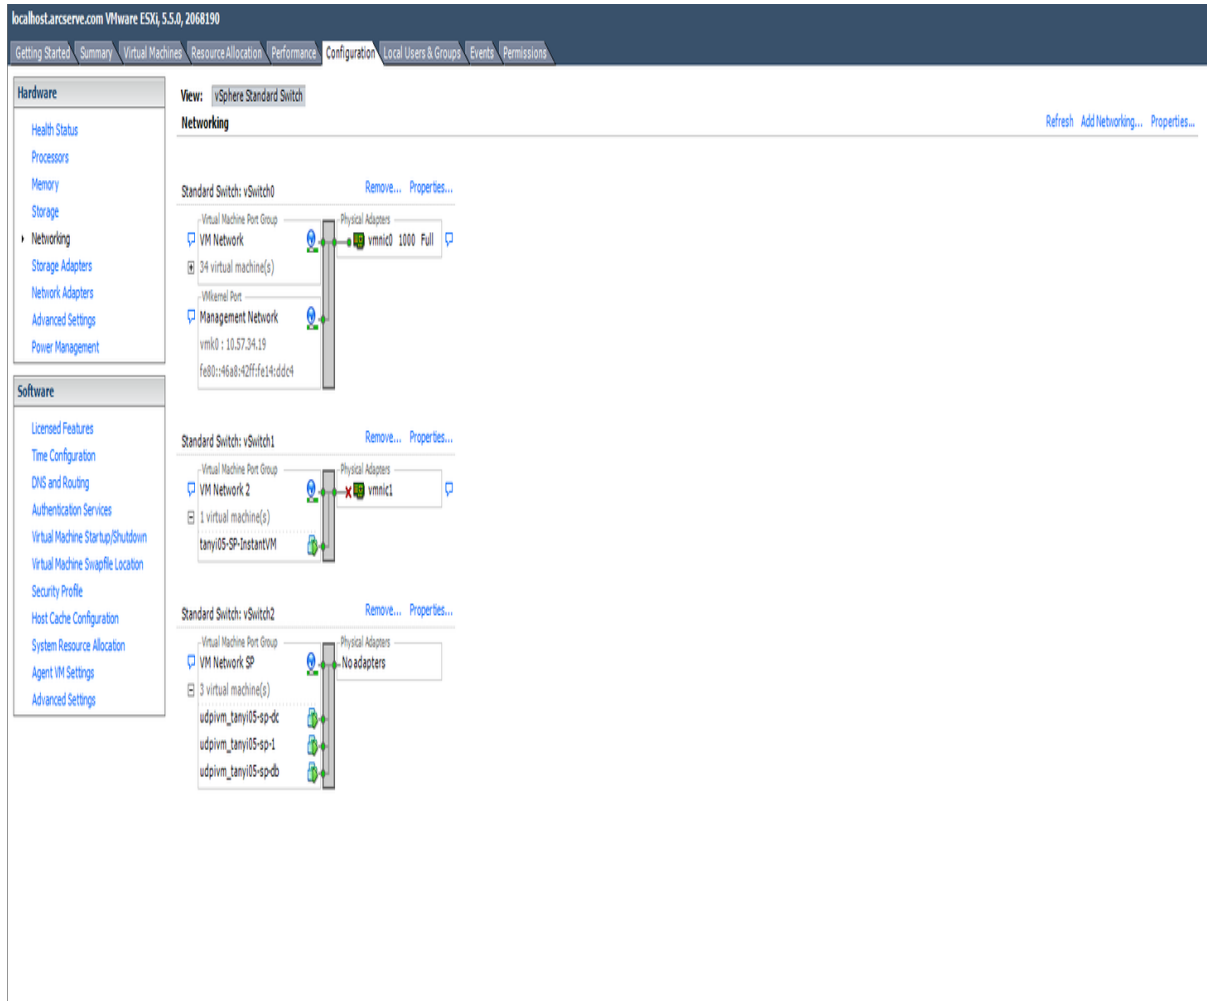 localhost.arcserve.com VMware ESXi, 5.5.0, 2068190
Getting Started Summary Virtual Machines Resource Allocation Performance Configuration Local Users & Groups Events Permissions
Hardware
Health Status
Processors
Memory
Storage
Networking
Storage Adapters
Network Adapters
Advanced Settings
Power Management
Software
Licensed Features
Time Configuration
DNS and Routing
Authentication Services
Virtual Machine Startup/Shutdown
Virtual Machine Swapfile Location
Security Profile
Host Cache Configuration
System Resource Allocation
Agent VM Settings
Advanced Settings
View: vSphere Standard Switch
Networking
Refresh Add Networking... Properties...
Standard Switch: vSwitch0 Remove... Properties...
Virtual Machine Port Group Physical Adapters
VM Network vmnic0 1000 Full
34 virtual machine(s)
VMkernel Port
Management Network
vmk0 : 10.57.34.19
fe80::46a8:42ff:fe14:ddc4
Standard Switch: vSwitch1 Remove... Properties...
Virtual Machine Port Group Physical Adapters
VM Network 2 vmnic1
1 virtual machine(s)
tanyi05-SP-InstantVM
Standard Switch: vSwitch2 Remove... Properties...
Virtual Machine Port Group Physical Adapters
VM Network SP No adapters
3 virtual machine(s)
udpivm_tanyi05-sp-dc
udpivm_tanyi05-sp-1
udpivm_tanyi05-sp-db